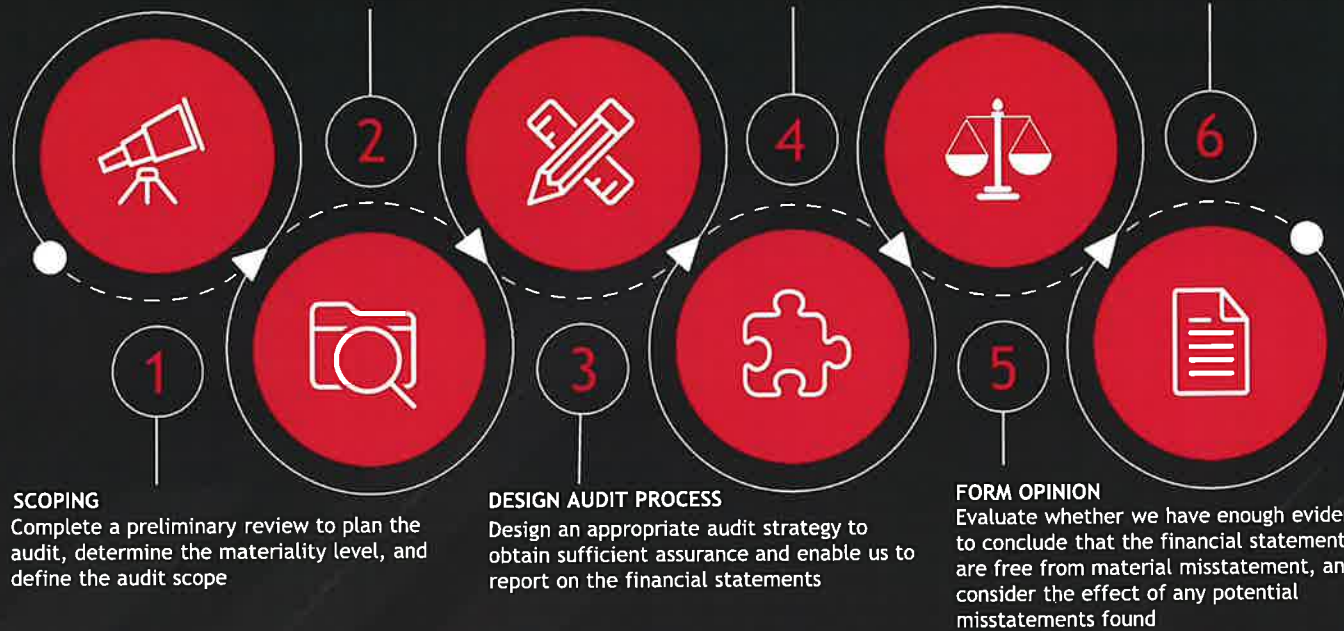 2
4
6
1
3
5
SCOPING
Complete a preliminary review to plan the
audit, determine the materiality level, and
define the audit scope
DESIGN AUDIT PROCESS
Design an appropriate audit strategy to
obtain sufficient assurance and enable us to
report on the financial statements
FORM OPINION
Evaluate whether we have enough evide
to conclude that the financial statement
are free from material misstatement, an
consider the effect of any potential
misstatements found